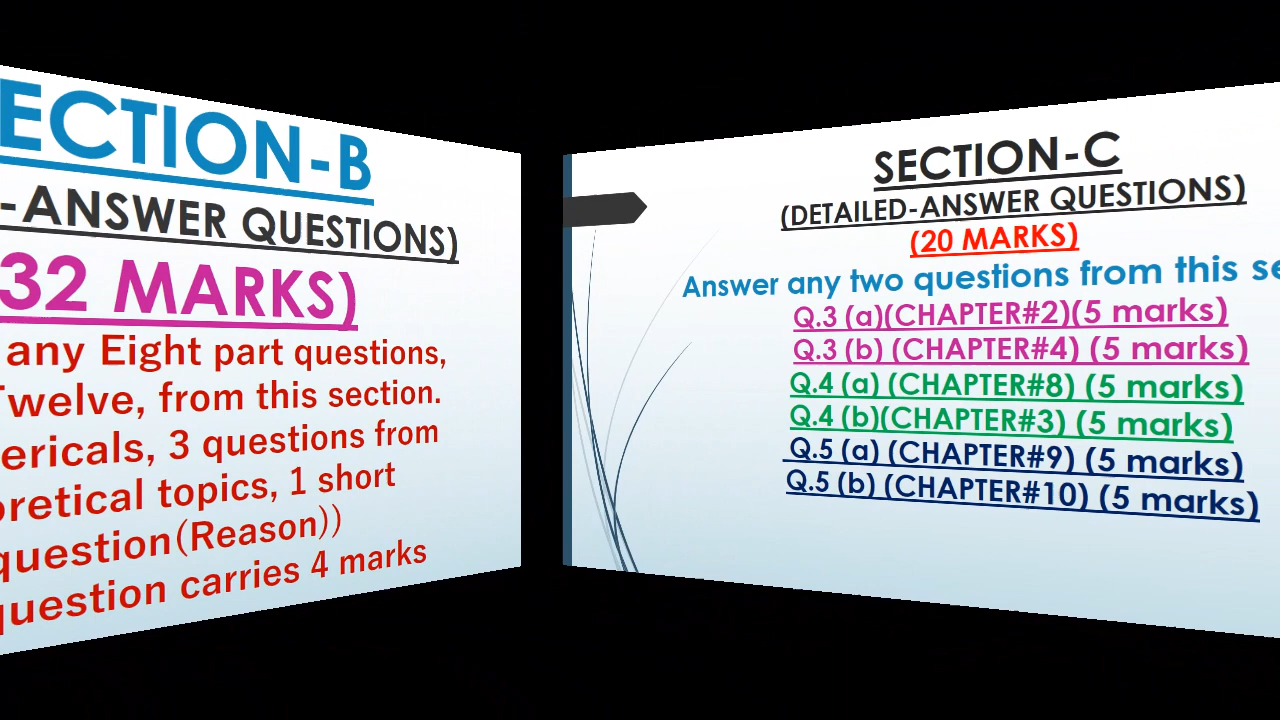 ECTION-B
-ANSWER QUESTIONS)
32 MARKS)
any Eight part questions,
Twelve, from this section.
ericals, 3 questions from
oretical topics, 1 short
question(Reason))
question carries 4 marks
SECTION-C
(DETAILED-ANSWER QUESTIONS)
(20 MARKS)
Answer any two questions from this se
Q.3 (a)(CHAPTER#2)(5 marks)
Q.3 (b) (CHAPTER#4) (5 marks)
Q.4 (a) (CHAPTER#8) (5 marks)
Q.4 (b)(CHAPTER#3) (5 marks)
Q.5 (a) (CHAPTER#9) (5 marks)
Q.5 (b) (CHAPTER#10) (5 marks)